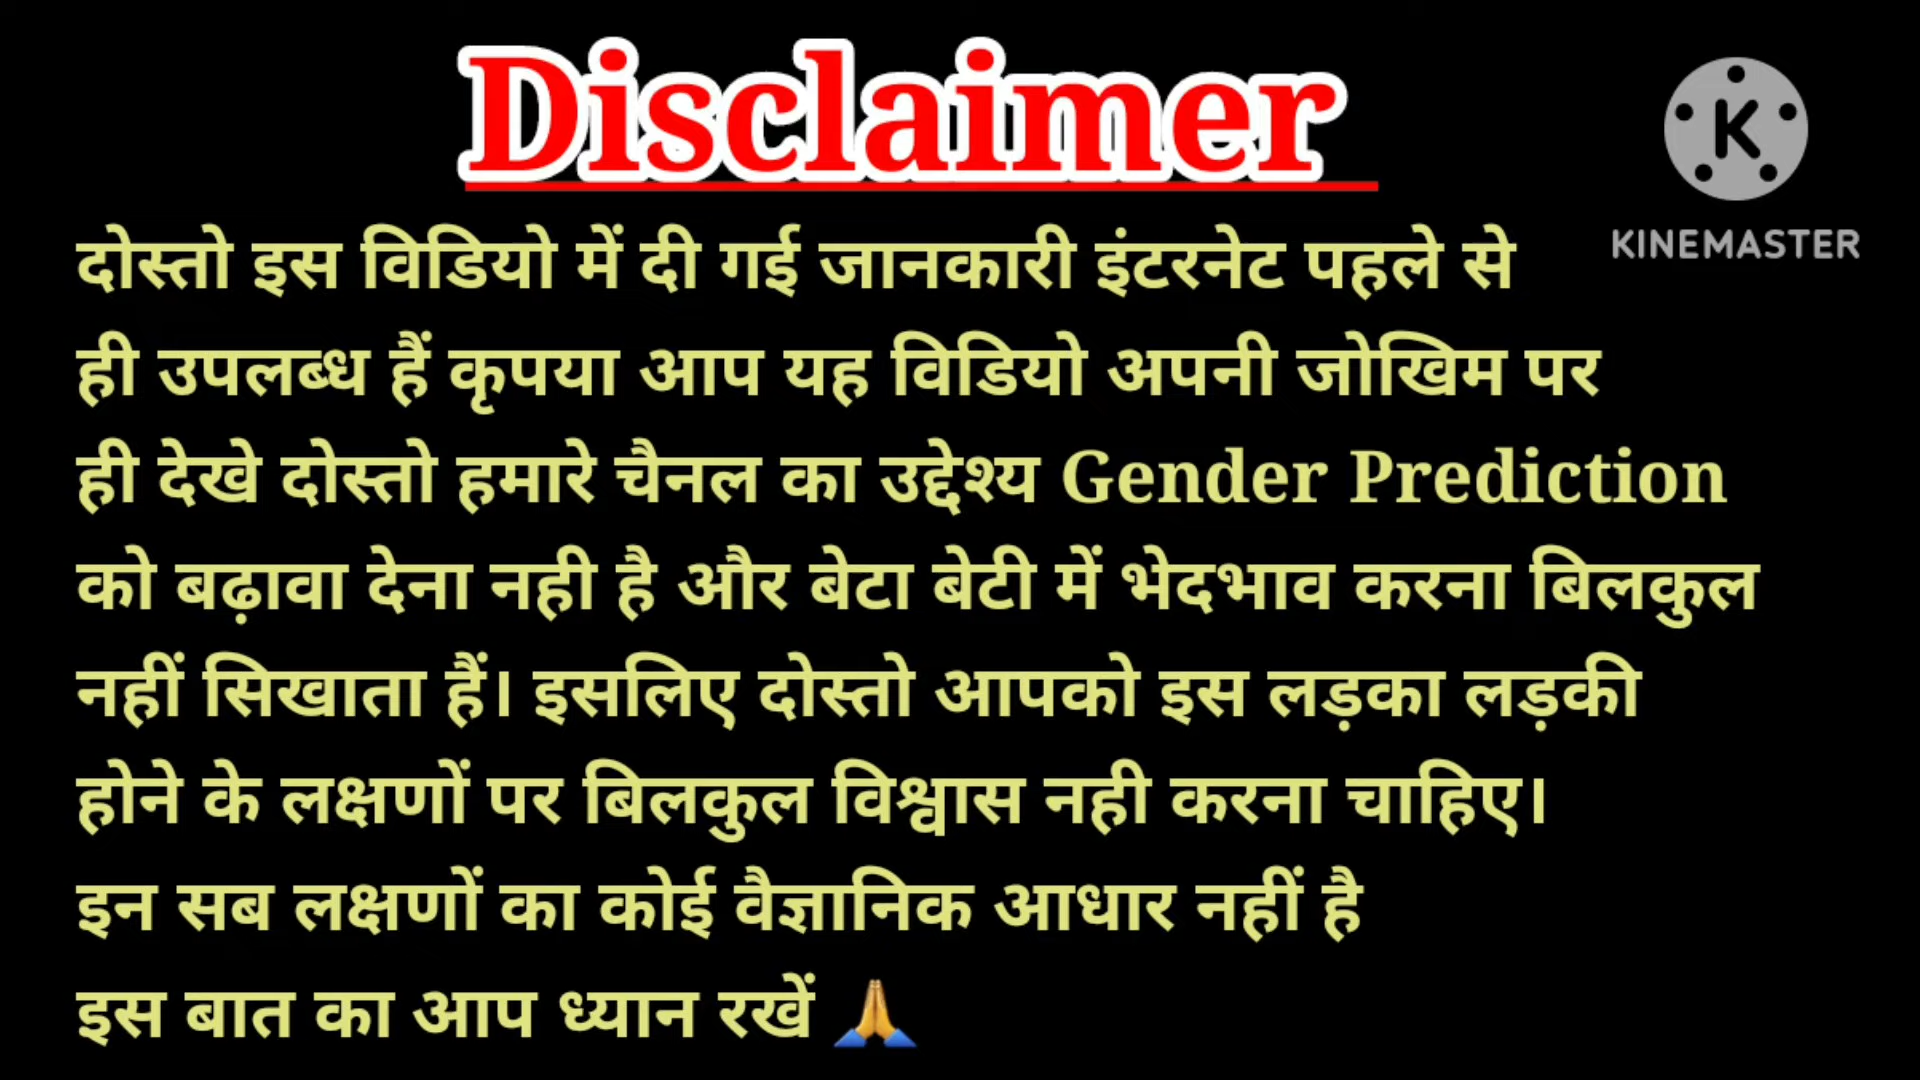 Disclaimer
KINEMASTER
दोस्तो इस विडियो में दी गई जानकारी इंटरनेट पहले से
ही उपलब्ध हैं कृपया आप यह विडियो अपनी जोखिम पर
ही देखे दोस्तो हमारे चैनल का उद्देश्य Gender Prediction
को बढ़ावा देना नही है और बेटा बेटी में भेदभाव करना बिलकुल
नहीं सिखाता हैं। इसलिए दोस्तो आपको इस लड़का लड़की
होने के लक्षणों पर बिलकुल विश्वास नही करना चाहिए।
इन सब लक्षणों का कोई वैज्ञानिक आधार नहीं है
इस बात का आप ध्यान रखें 🙏